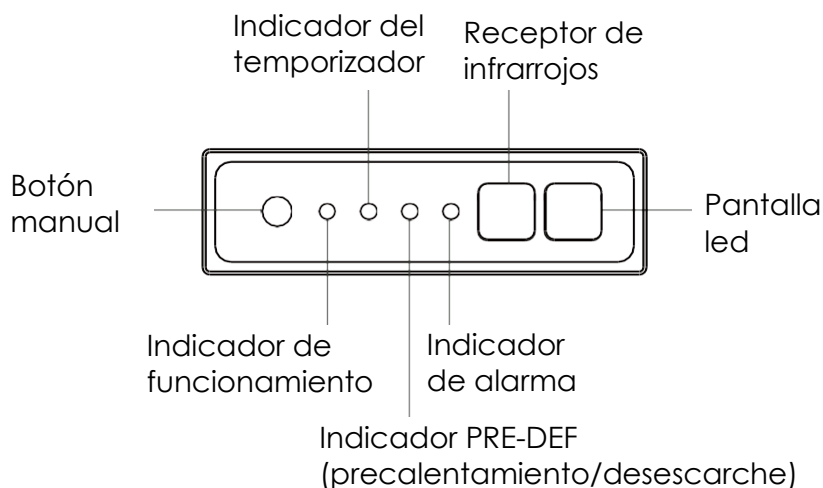 Indicador del
temporizador
Receptor de
infrarrojos
Botón
manual
Pantalla
led
Indicador de
funcionamiento
Indicador
de alarma
Indicador PRE-DEF
(precalentamiento/desescarche)